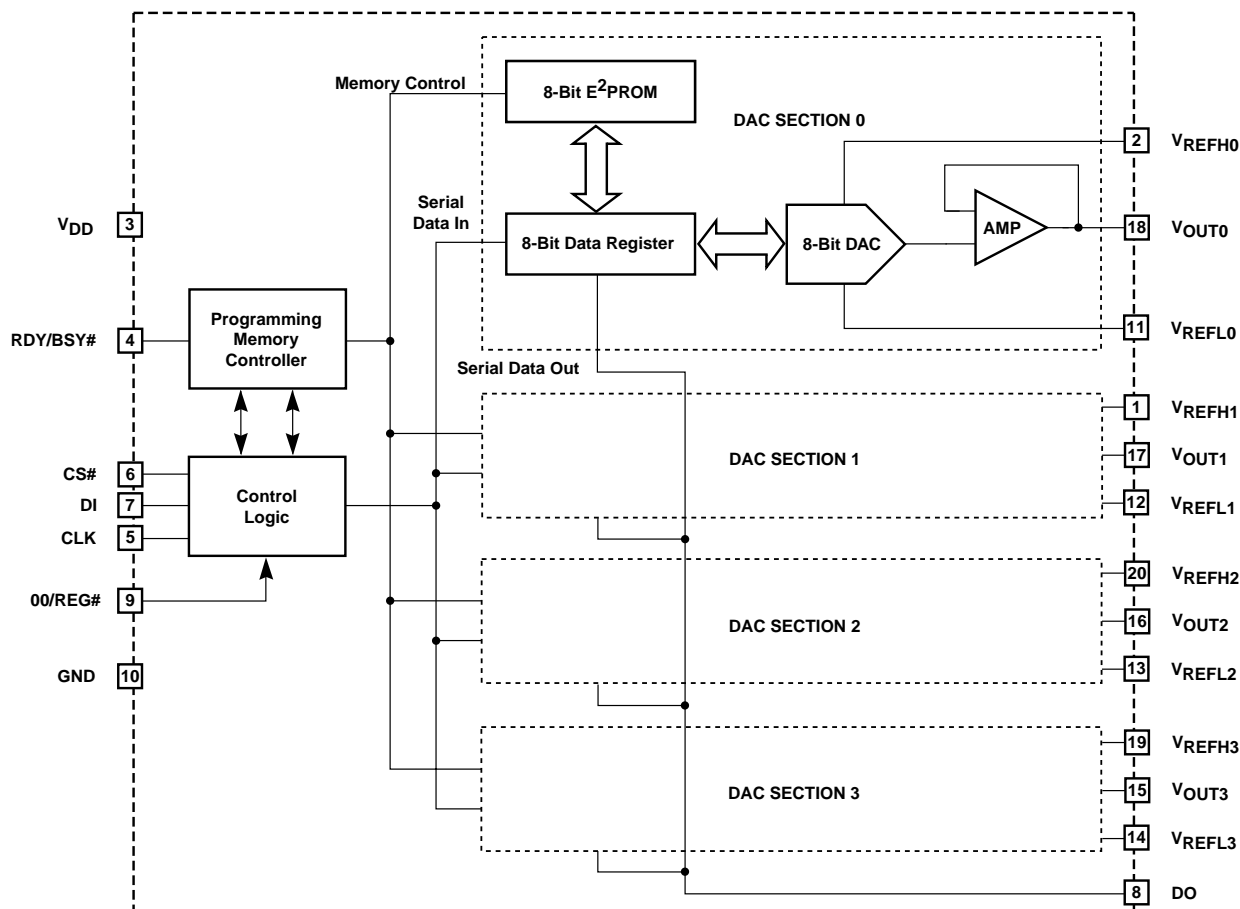 Memory Control
8-Bit E²PROM
DAC SECTION 0
2 VREFH0
Serial
Data In
VDD 3
8-Bit Data Register
8-Bit DAC
AMP
18 VOUT0
RDY/BSY# 4
Programming
Memory
Controller
11 VREFL0
Serial Data Out
1 VREFH1
DAC SECTION 1
17 VOUT1
12 VREFL1
CS# 6
DI 7
CLK 5
Control
Logic
00/REG# 9
20 VREFH2
DAC SECTION 2
16 VOUT2
13 VREFL2
GND 10
19 VREFH3
DAC SECTION 3
15 VOUT3
14 VREFL3
8 DO